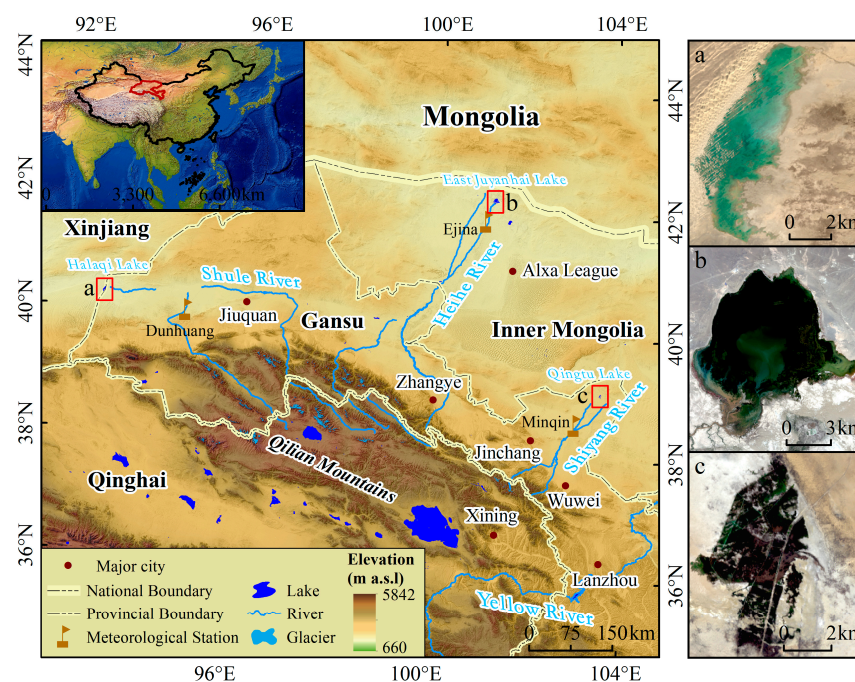 92°E 96°E 100°E 104°E
44°N
42°N
40°N
38°N
36°N
44°N
42°N
40°N
38°N
36°N
96°E 100°E 104°E
0 3,300 6,600km
Mongolia
East Juyanhai Lake
b
Ejina
Xinjiang
Halaqi Lake
a
Shule River
Heihe River
Alxa League
Dunhuang
Jiuquan
Gansu
Inner Mongolia
Qingtu Lake
c
Zhangye
Minqin
Shiyang River
Jinchang
Qilian Mountains
Qinghai
Wuwei
Xining
Lanzhou
Yellow River
0 75 150km
Major city
National Boundary
Provincial Boundary
Meteorological Station
Lake
River
Glacier
Elevation
(m a.s.l)
5842
660
a
0 2km
b
0 3km
c
0 2km